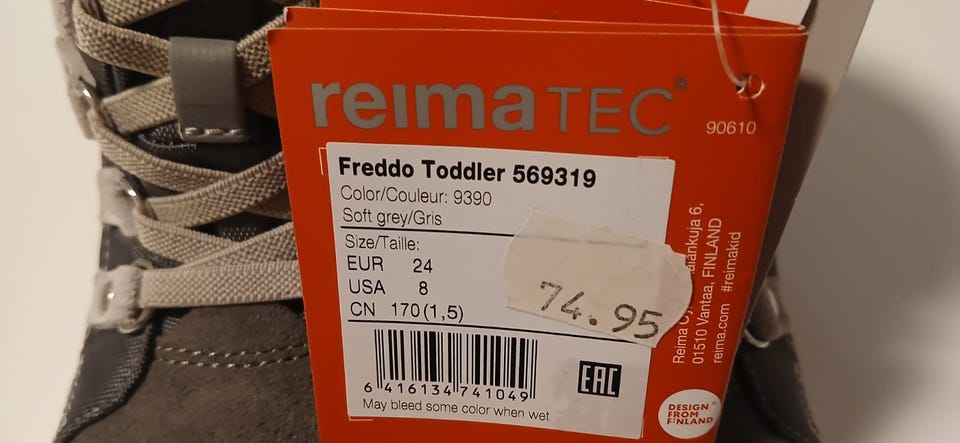 reimaTEC®
90610
Freddo Toddler 569319
Color/Couleur: 9390
Soft grey/Gris
Size/Taille:
EUR 24
USA 8
CN 170(1,5)
74.95
6 416134 741049
EAC
May bleed some color when wet
Reima 6,
01510 Vantaa, FINLAND
reima.com #reimakid
DESIGN
FROM
FINLAND